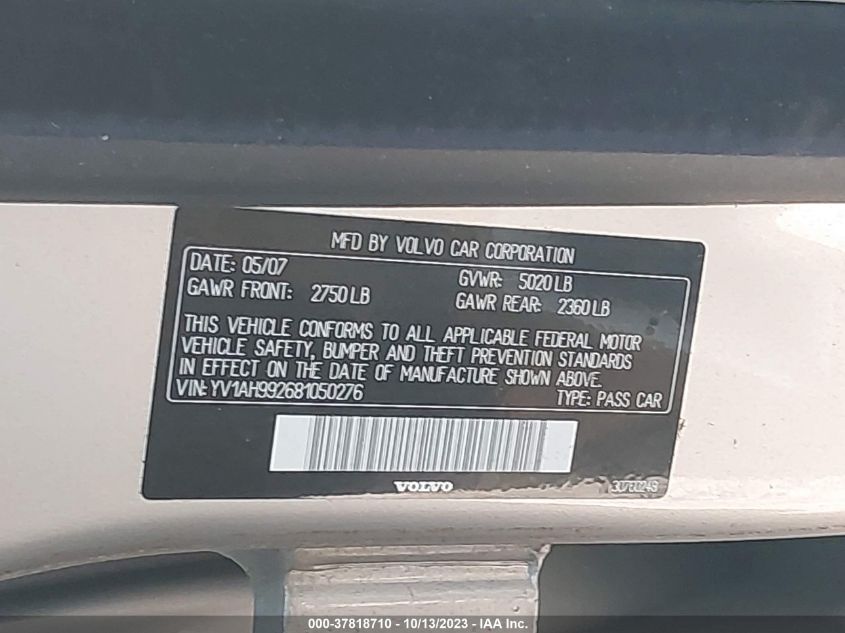 MFD BY VOLVO CAR CORPORATION
DATE: 05/07 GVWR: 5020 LB
GAWR FRONT: 2750 LB GAWR REAR: 2360 LB
THIS VEHICLE CONFORMS TO ALL APPLICABLE FEDERAL MOTOR
VEHICLE SAFETY, BUMPER AND THEFT PREVENTION STANDARDS
IN EFFECT ON THE DATE OF MANUFACTURE SHOWN ABOVE.
VIN: YV1AH992681050276 TYPE: PASS CAR
VOLVO
000-37818710 - 10/13/2023 - IAA Inc.